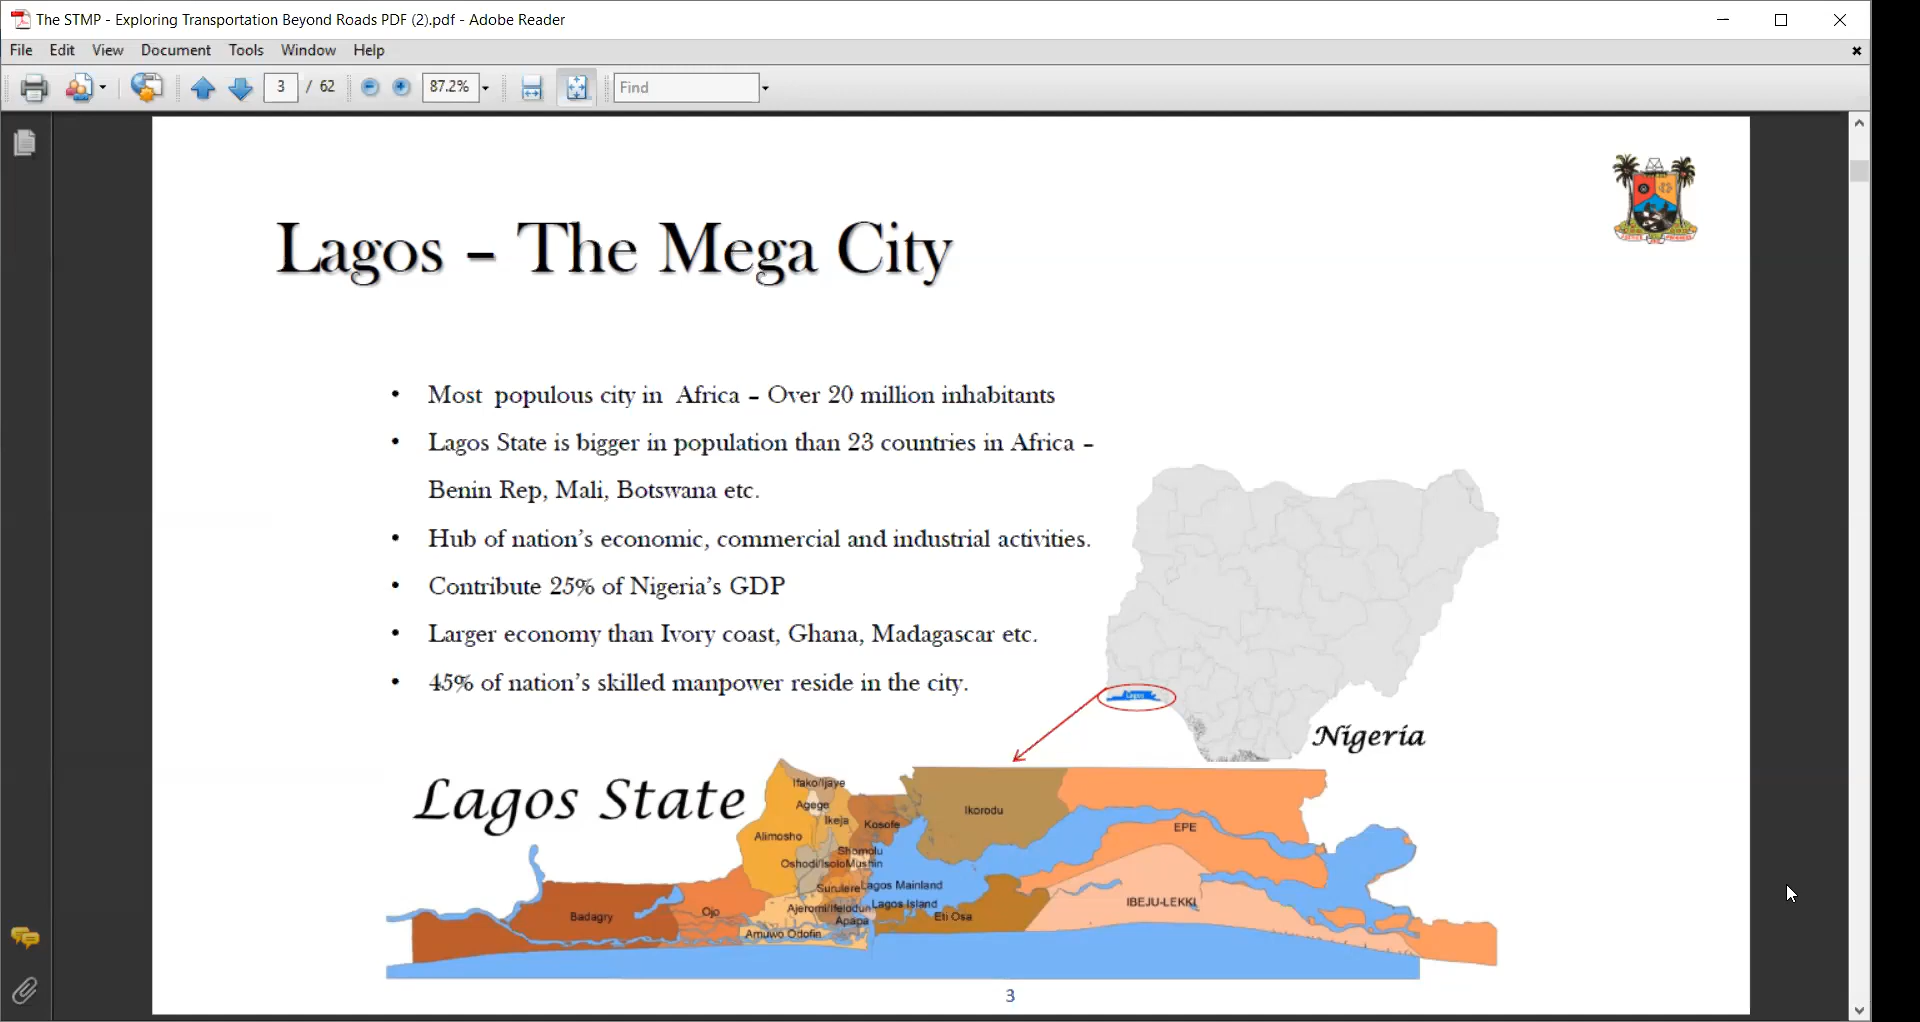 The STMP - Exploring Transportation Beyond Roads PDF (2).pdf - Adobe Reader
File Edit View Document Tools Window Help
3 / 62 87.2% Find
Lagos – The Mega City
• Most populous city in Africa – Over 20 million inhabitants
• Lagos State is bigger in population than 23 countries in Africa –
Benin Rep, Mali, Botswana etc.
• Hub of nation's economic, commercial and industrial activities.
• Contribute 25% of Nigeria's GDP
• Larger economy than Ivory coast, Ghana, Madagascar etc.
• 45% of nation's skilled manpower reside in the city.
Lagos
Nigeria
Lagos State
Ifako/Ijaye
Agege
Ikeja
Kosofe
Ikorodu
Alimosho
EPE
Shomolu
Oshodi/Isolo
Mushin
Surulere
Lagos Mainland
IBEJU-LEKKI
Lagos Island
Ajeromi/Ifelodun
Ojo
Badagry
Apapa
Eti Osa
Amuwo Odofin
3